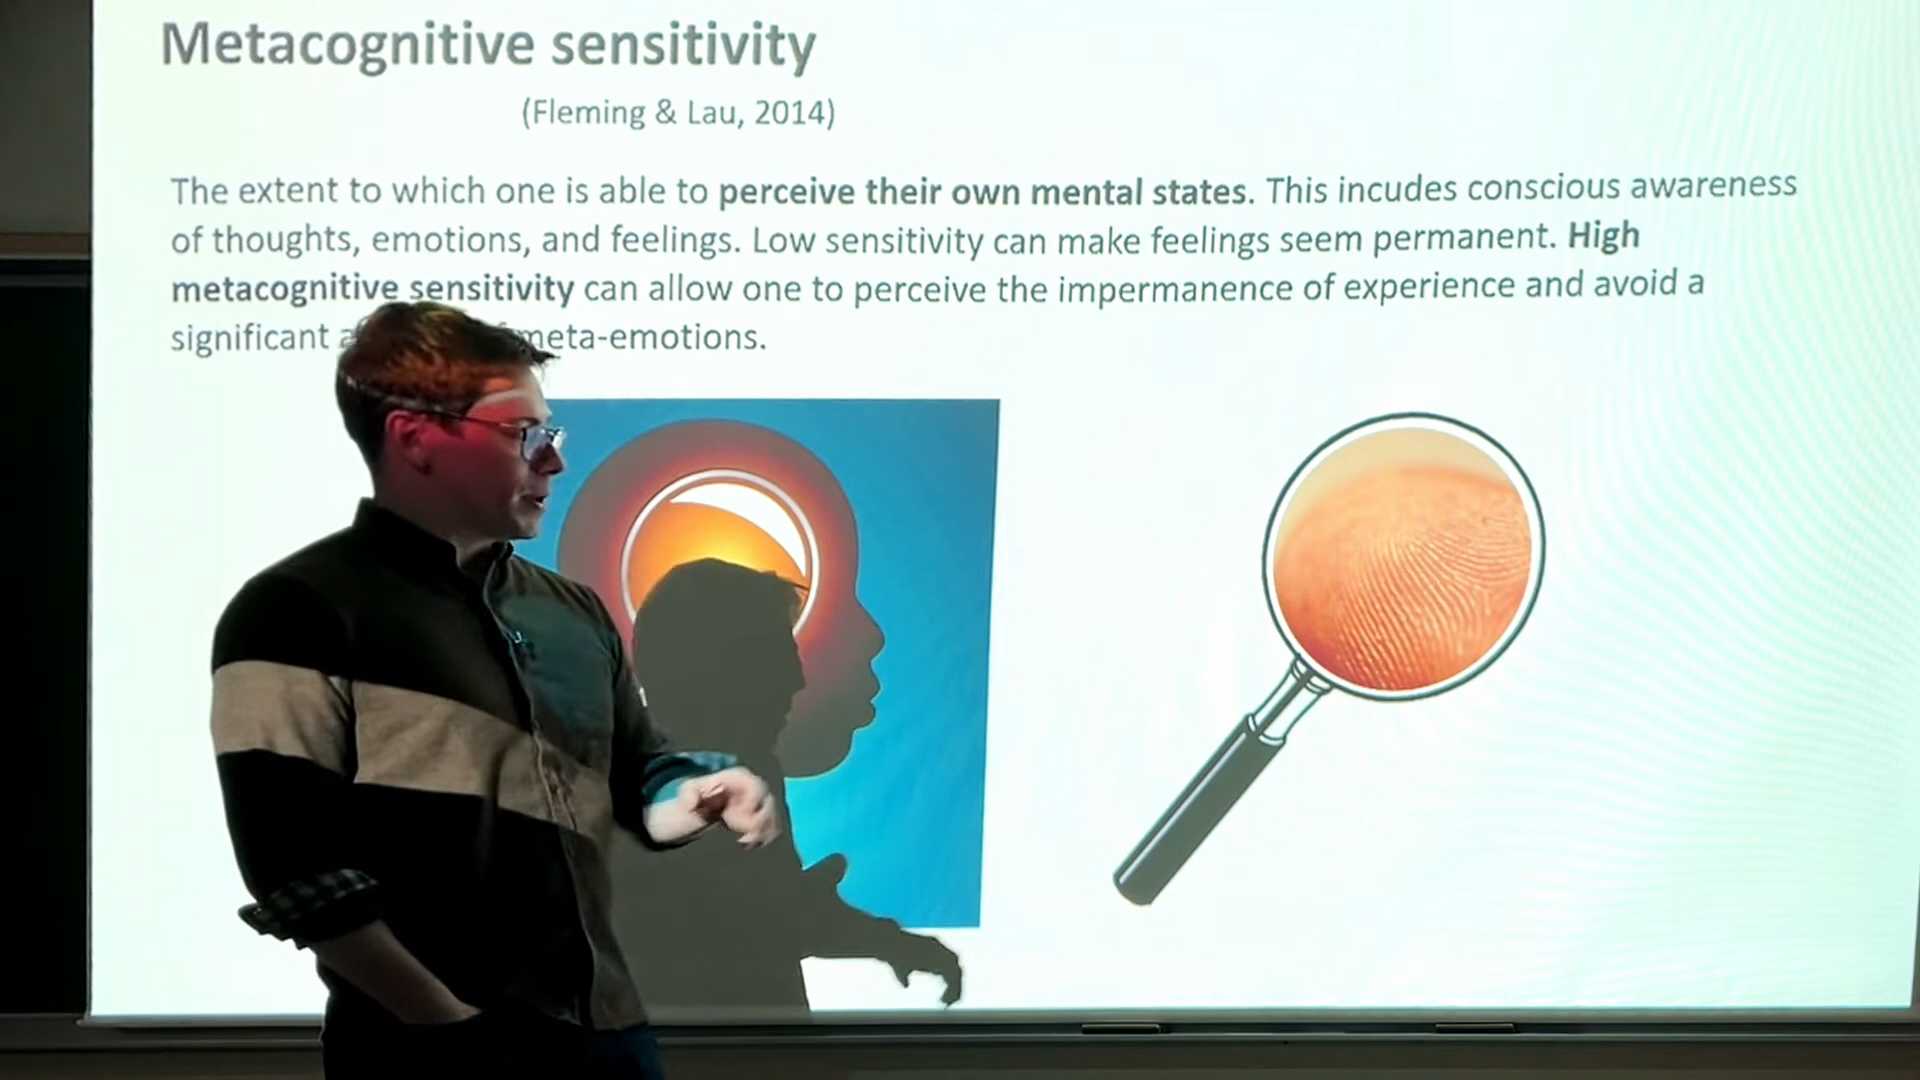 Metacognitive sensitivity
(Fleming & Lau, 2014)
The extent to which one is able to perceive their own mental states. This incudes conscious awareness
of thoughts, emotions, and feelings. Low sensitivity can make feelings seem permanent. High
metacognitive sensitivity can allow one to perceive the impermanence of experience and avoid a
significant meta-emotions.